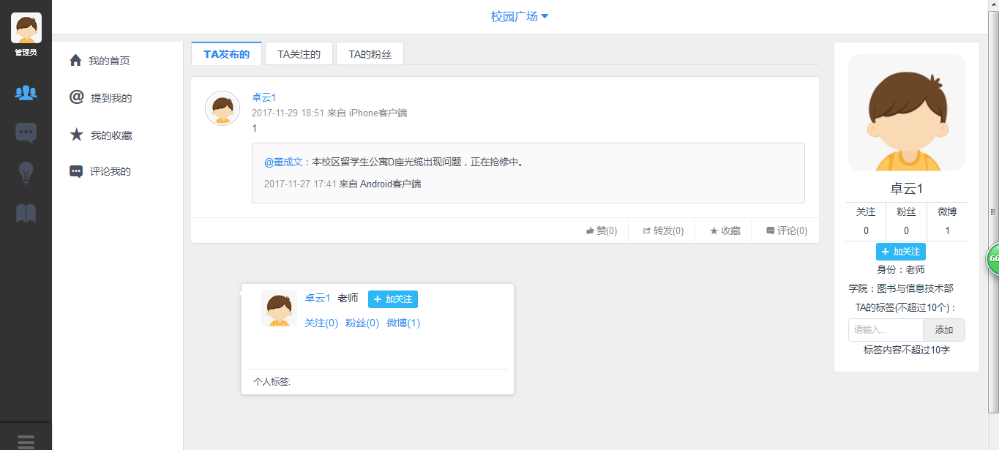 校园广场
管理员
我的首页
提到我的
我的收藏
评论我的
TA发布的 TA关注的 TA的粉丝
卓云1
2017-11-29 18:51 来自 iPhone客户端
1
@董成文：本校区留学生公寓D座光缆出现问题，正在抢修中。
2017-11-27 17:41 来自 Android客户端
赞(0) 转发(0) 收藏 评论(0)
卓云1 老师 + 加关注
关注(0) 粉丝(0) 微博(1)
个人标签:
卓云1
关注 粉丝 微博
0 0 1
+ 加关注
身份：老师
学院：图书与信息技术部
TA的标签(不超过10个)：
请输入... 添加
标签内容不超过10字
66